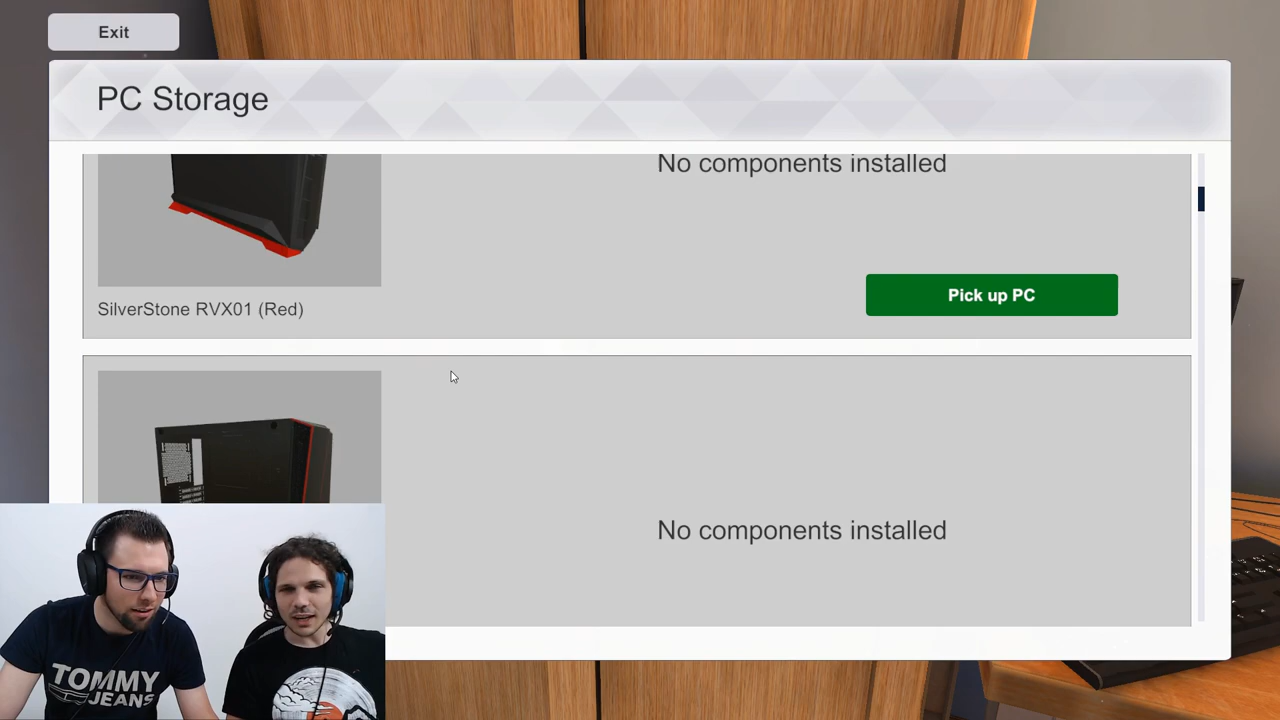 Exit
PC Storage
No components installed
SilverStone RVX01 (Red)
Pick up PC
No components installed
TOMMY
JEANS